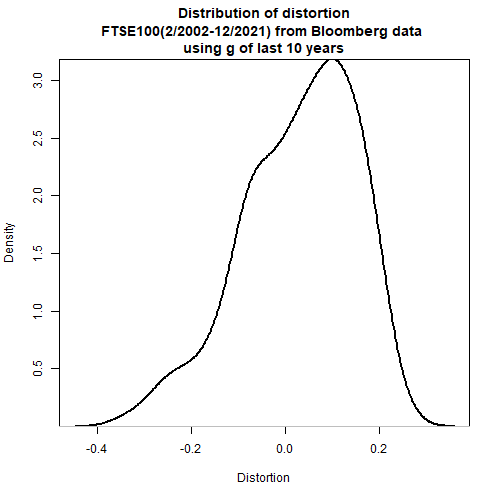 Distribution of distortion
FTSE100(2/2002-12/2021) from Bloomberg data
using g of last 10 years
Density
3.0
2.5
2.0
1.5
1.0
0.5
-0.4 -0.2 0.0 0.2
Distortion